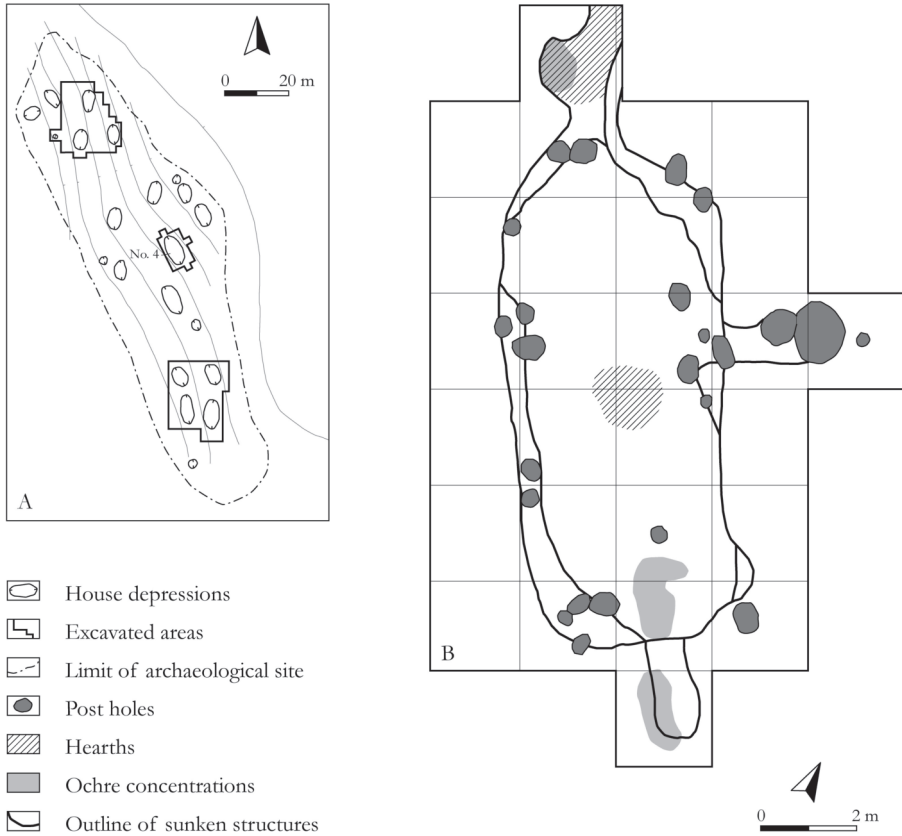 0 20 m
No. 4
A
House depressions
Excavated areas
Limit of archaeological site
Post holes
Hearths
Ochre concentrations
Outline of sunken structures
B
0 2 m